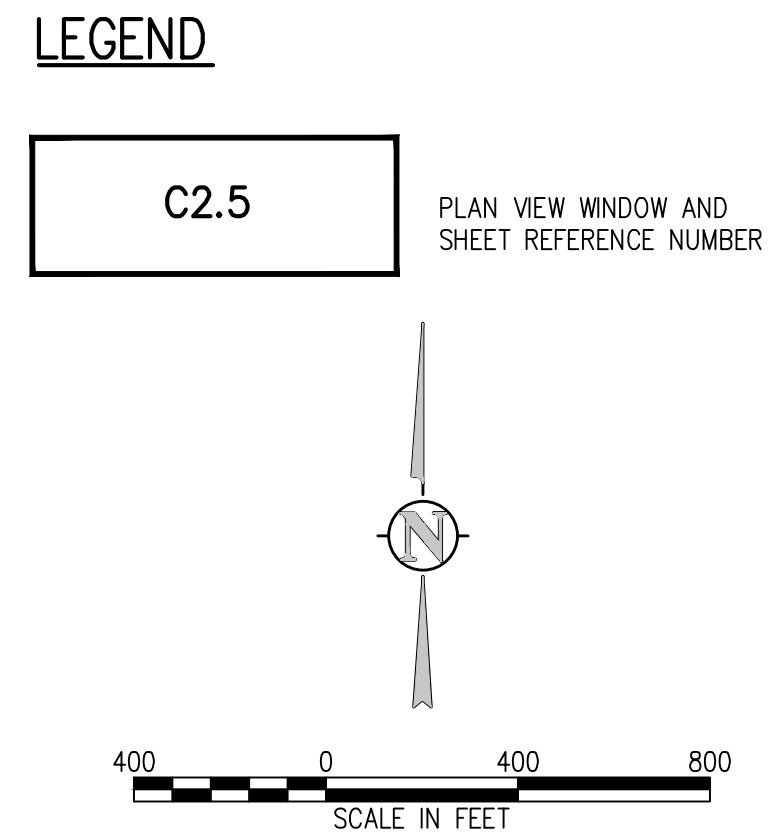 LEGEND
C2.5
PLAN VIEW WINDOW AND
SHEET REFERENCE NUMBER
N
400 0 400 800
SCALE IN FEET